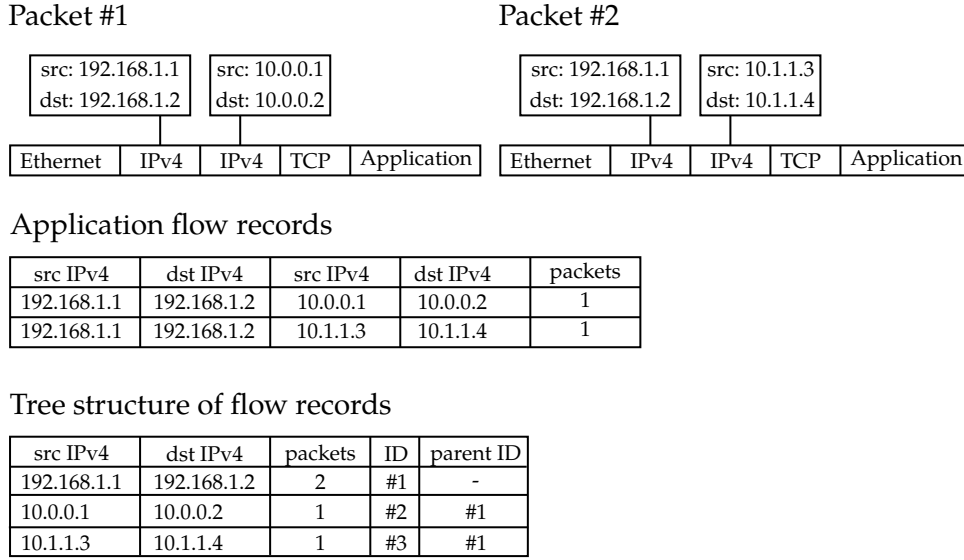 Packet #1 Packet #2
src: 192.168.1.1 src: 10.0.0.1 src: 192.168.1.1 src: 10.1.1.3
dst: 192.168.1.2 dst: 10.0.0.2 dst: 192.168.1.2 dst: 10.1.1.4
Ethernet IPv4 IPv4 TCP Application Ethernet IPv4 IPv4 TCP Application
Application flow records
src IPv4 dst IPv4 src IPv4 dst IPv4 packets
192.168.1.1 192.168.1.2 10.0.0.1 10.0.0.2 1
192.168.1.1 192.168.1.2 10.1.1.3 10.1.1.4 1
Tree structure of flow records
src IPv4 dst IPv4 packets ID parent ID
192.168.1.1 192.168.1.2 2 #1 -
10.0.0.1 10.0.0.2 1 #2 #1
10.1.1.3 10.1.1.4 1 #3 #1